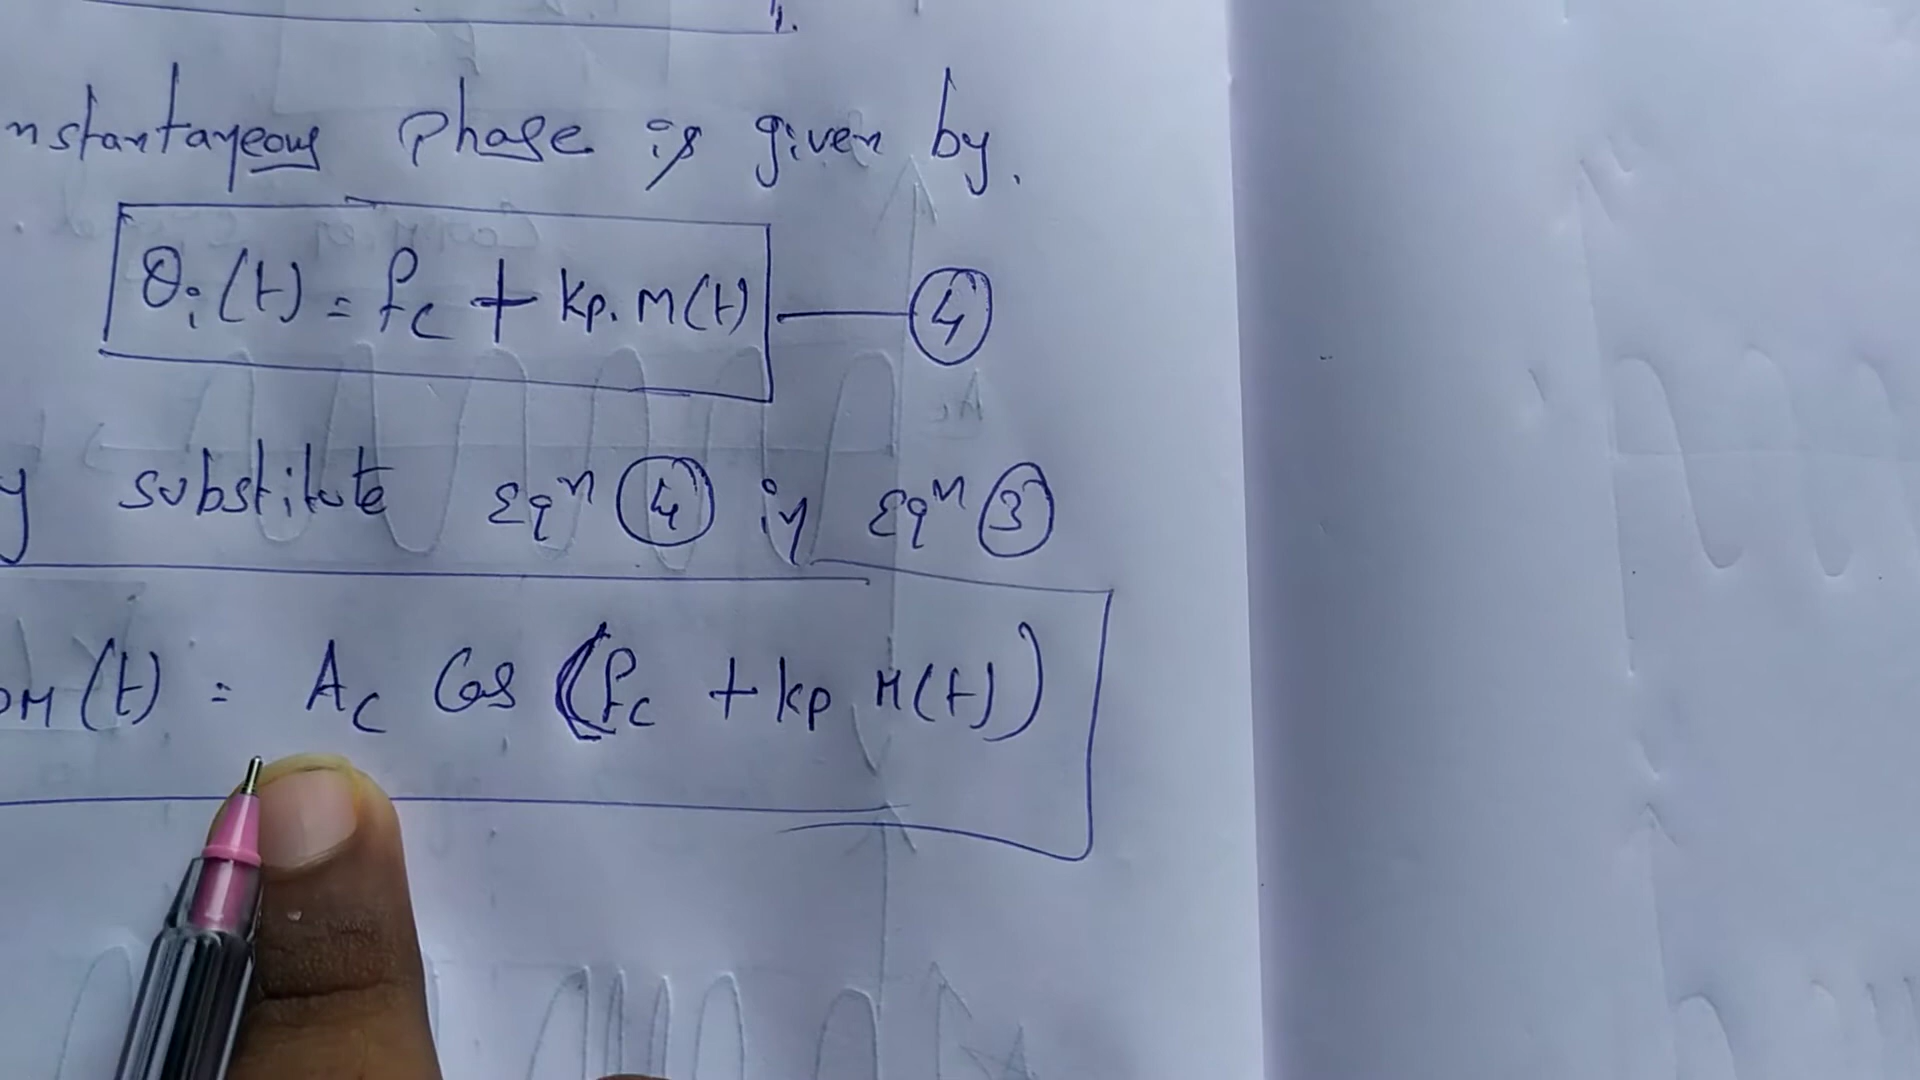 nstantaneous phase is given by.
θi(t) = fc + kp. m(t) — 4
y substitute Eqn 4 in Eqn 3
PM(t) = Ac Cos (fc + kp M(t))